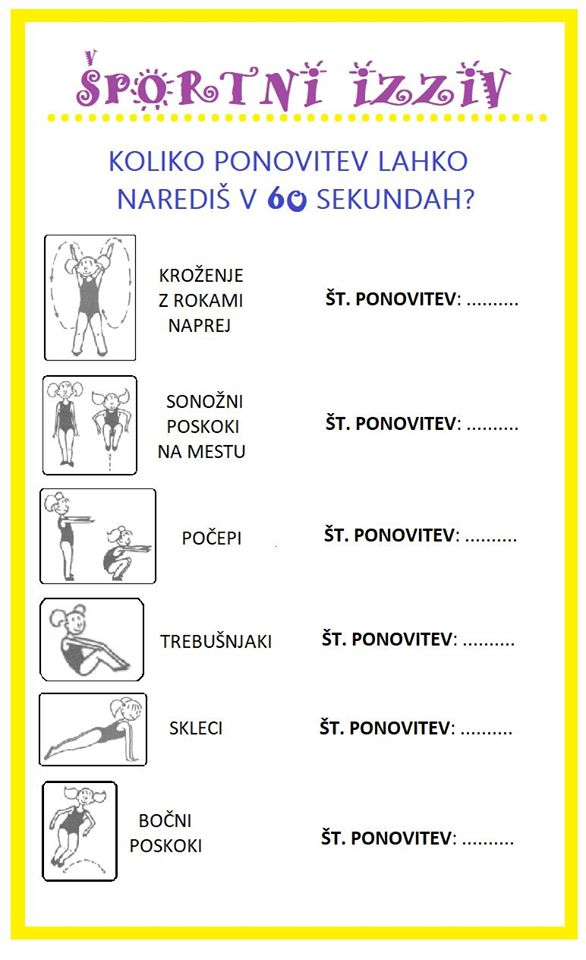 ŠPORTNI IZZIV
KOLIKO PONOVITEV LAHKO
NAREDIŠ V 60 SEKUNDAH?
KROŽENJE
Z ROKAMI
NAPREJ
ŠT. PONOVITEV: ..........
SONOŽNI
POSKOKI
NA MESTU
ŠT. PONOVITEV: ..........
POČEPI
ŠT. PONOVITEV: ..........
TREBUŠNJAKI
ŠT. PONOVITEV: ..........
SKLECI
ŠT. PONOVITEV: ..........
BOČNI
POSKOKI
ŠT. PONOVITEV: ..........